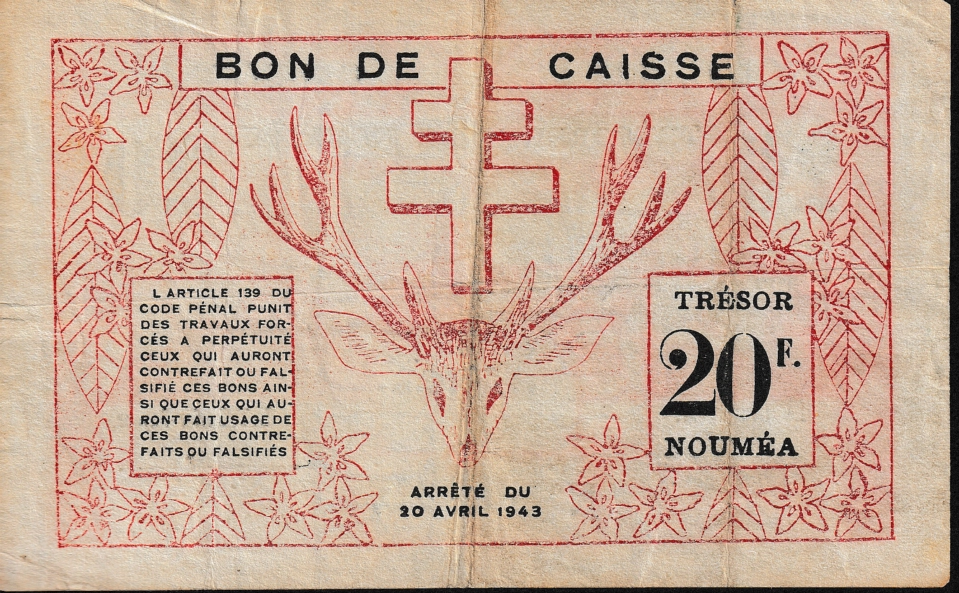 BON DE CAISSE
L ARTICLE 139 DU
CODE PÉNAL PUNIT
DES TRAVAUX FOR-
CÉS A PERPÉTUITÉ
CEUX QUI AURONT
CONTREFAIT OU FAL-
SIFIÉ CES BONS AIN-
SI QUE CEUX QUI AU-
RONT FAIT USAGE DE
CES BONS CONTRE-
FAITS OU FALSIFIÉS
TRÉSOR
20F.
NOUMÉA
ARRÊTÉ DU
20 AVRIL 1943